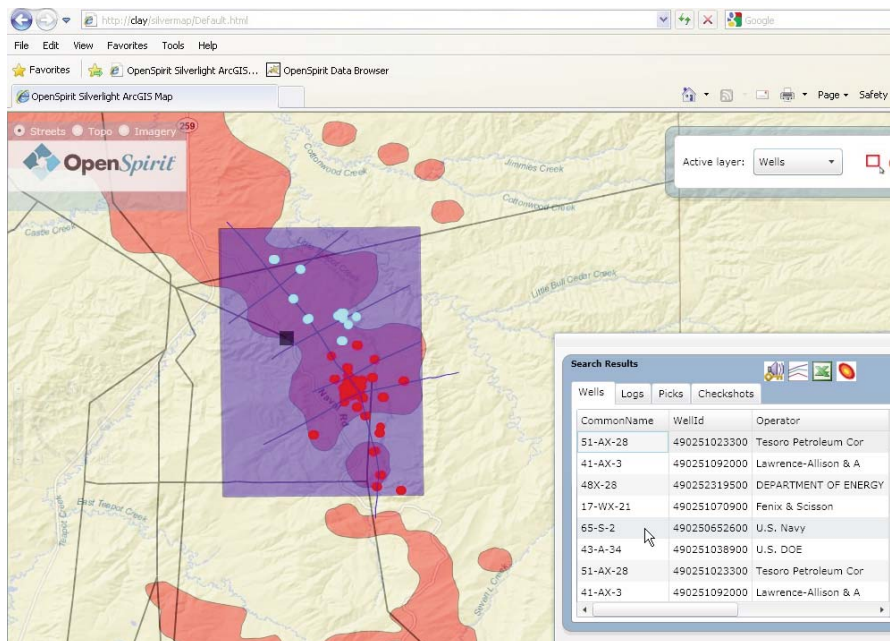 http://clay/silvermap/Default.html
Google
File Edit View Favorites Tools Help
Favorites OpenSpirit Silverlight ArcGIS... OpenSpirit Data Browser
OpenSpirit Silverlight ArcGIS Map
Page Safety
Streets Topo Imagery
259
OpenSpirit
Cottonwood Creek
Jimmies Creek
Active layer: Wells
Cottonwood Creek
Castle Creek
Little Bull Cedar Creek
Naval Rd
Search Results
Wells Logs Picks Checkshots
CommonName WellId Operator
51-AX-28 490251023300 Tesoro Petroleum Cor
41-AX-3 490251092000 Lawrence-Allison & A
48X-28 490252319500 DEPARTMENT OF ENERGY
17-WX-21 490251070900 Fenix & Scisson
65-S-2 490250652600 U.S. Navy
43-A-34 490251038900 U.S. DOE
51-AX-28 490251023300 Tesoro Petroleum Cor
41-AX-3 490251092000 Lawrence-Allison & A
East Teapot Creek
Teapot Creek
Creek